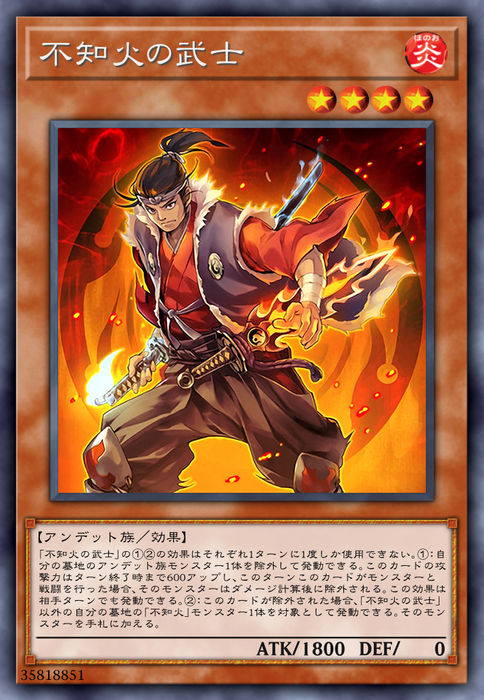 不知火の武士
ほのお
炎
【アンデット族／効果】
「不知火の武士」の①②の効果はそれぞれ1ターンに1度しか使用できない。①：自
分の墓地のアンデット族モンスター1体を除外して発動できる。このカードの攻
撃力はターン終了時まで600アップし、このターンこのカードがモンスターと
戦闘を行った場合、そのモンスターはダメージ計算後に除外される。この効果は
相手ターンでも発動できる。②：このカードが除外された場合、「不知火の武士」
以外の自分の墓地の「不知火」モンスター1体を対象として発動できる。そのモン
スターを手札に加える。
ATK/1800 DEF/ 0
35818851